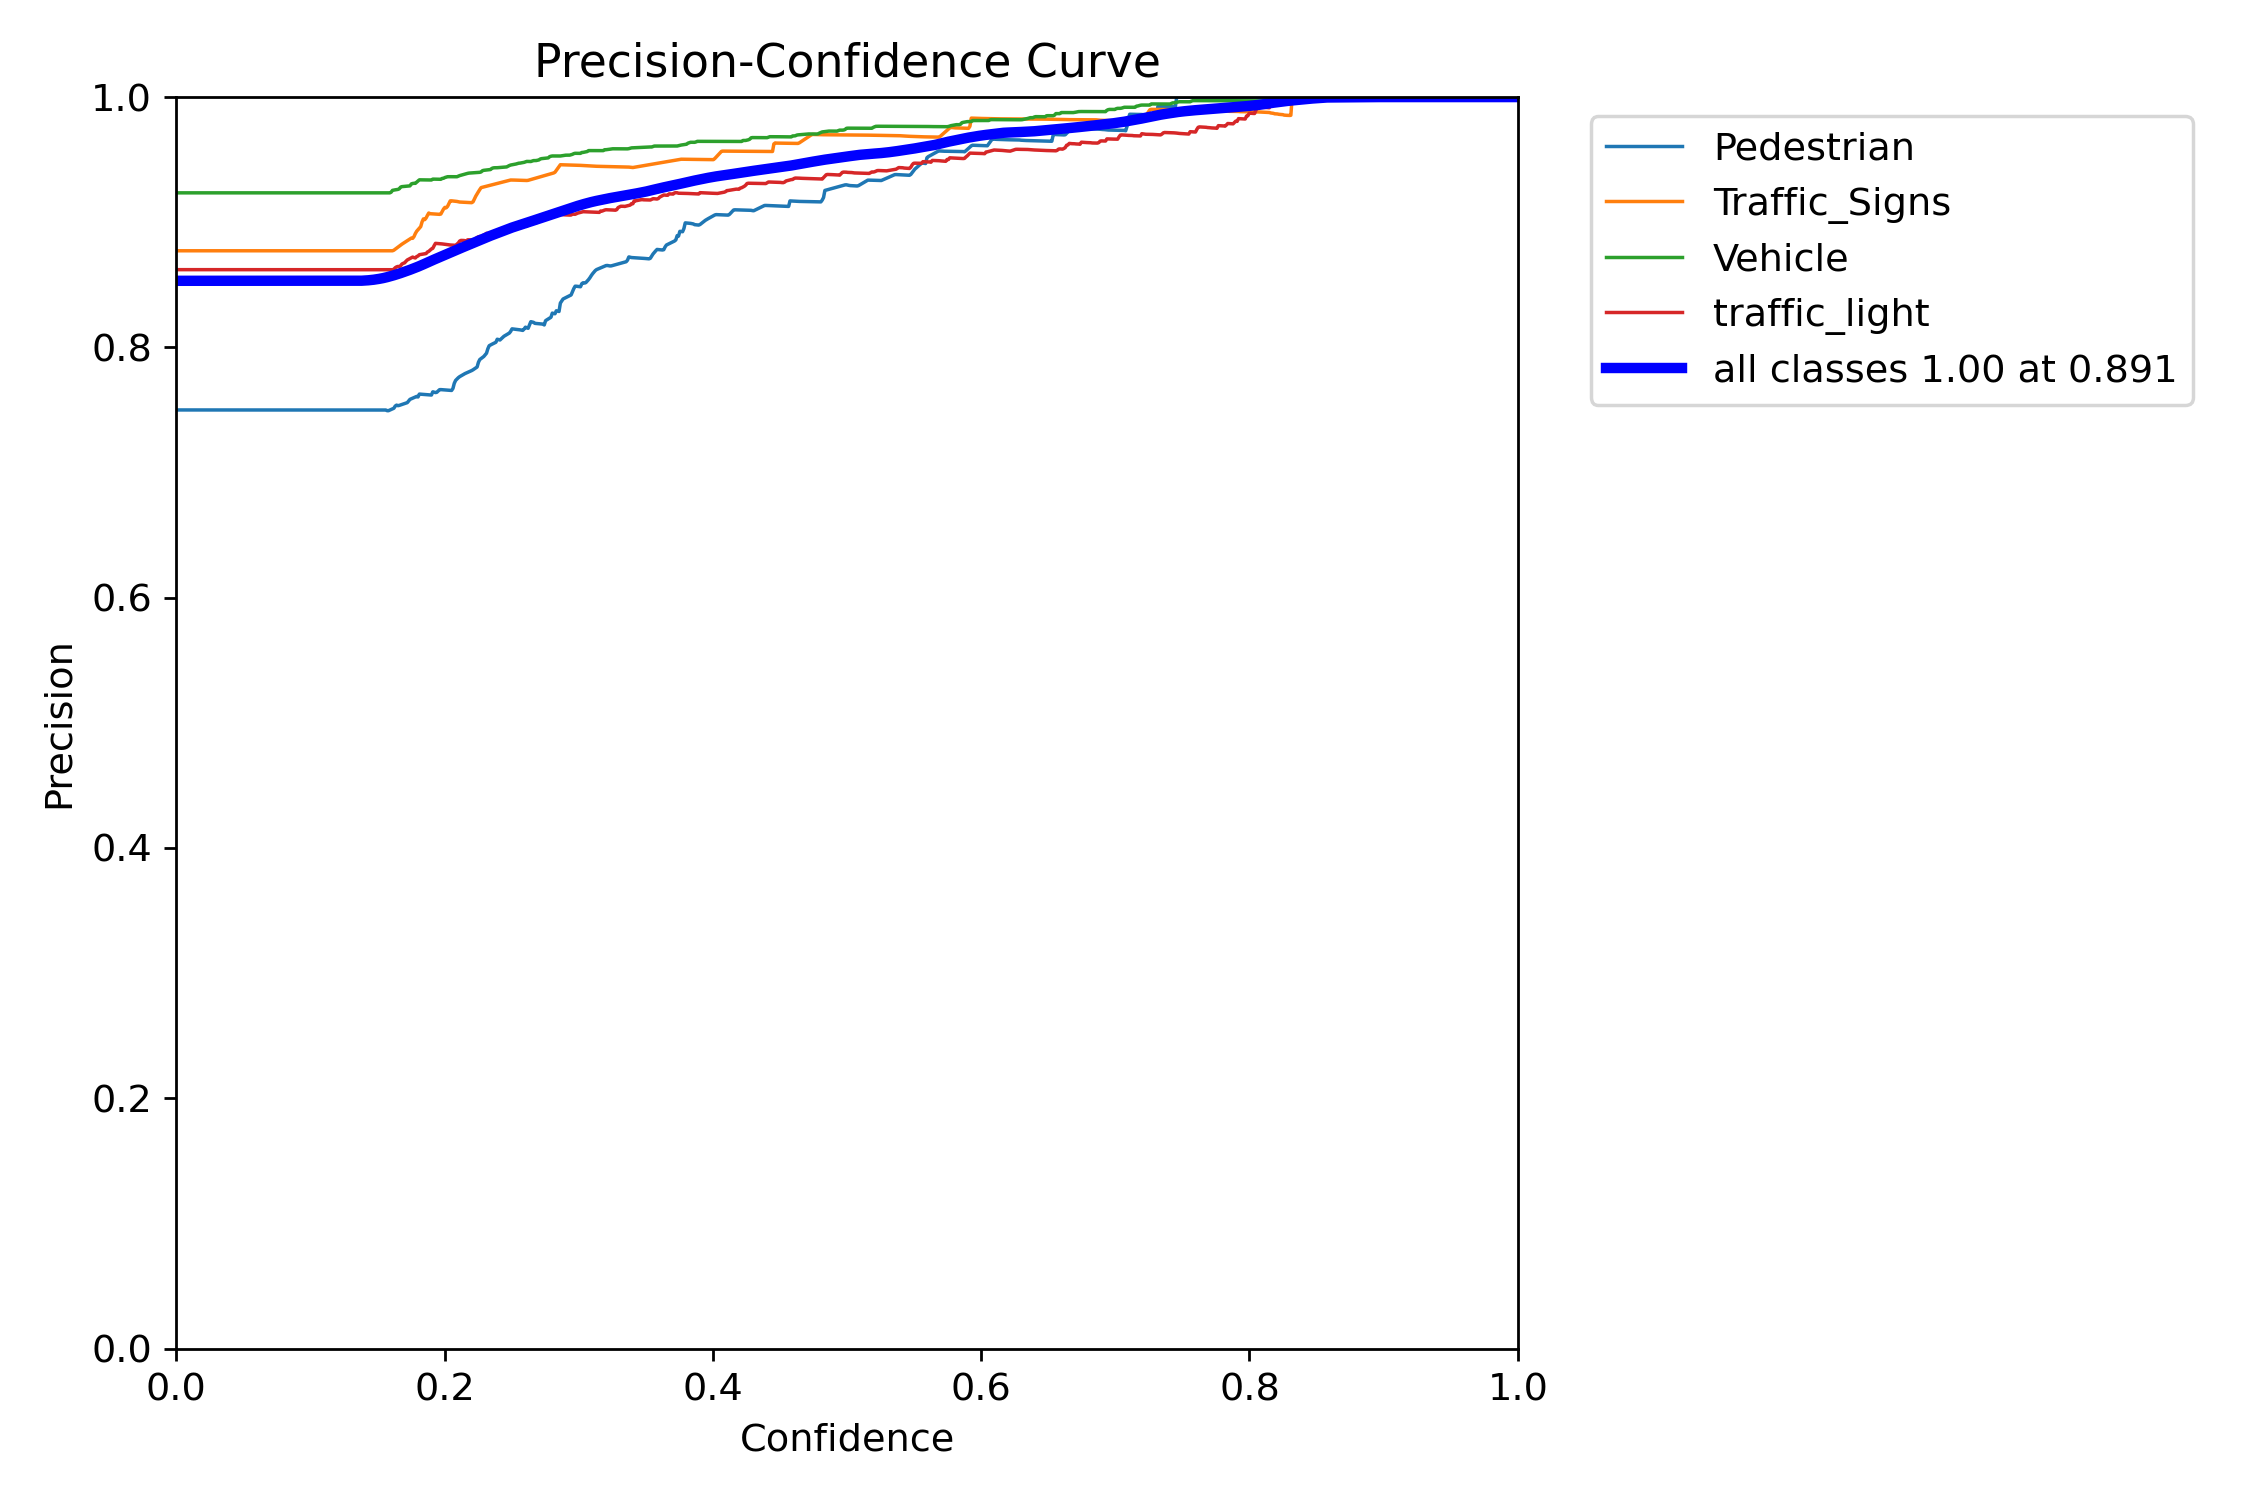 Precision-Confidence Curve
1.0
0.8
0.6
0.4
0.2
0.0
Precision
0.0 0.2 0.4 0.6 0.8 1.0
Confidence
Pedestrian
Traffic_Signs
Vehicle
traffic_light
all classes 1.00 at 0.891